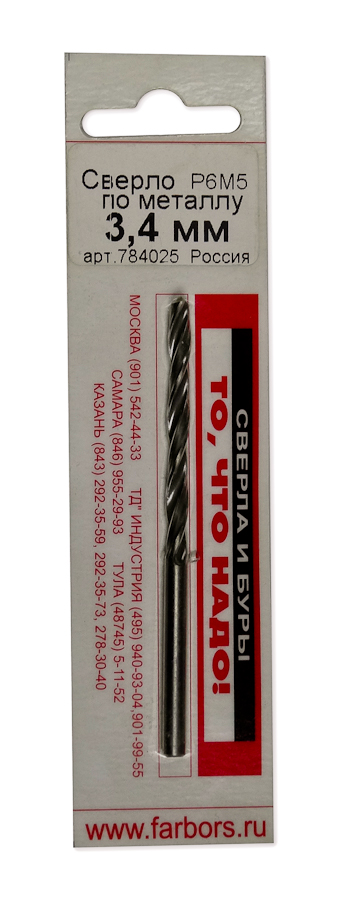 Сверло Р6М5
по металлу
3,4 мм
арт.784025 Россия
СВЕРЛА И БУРЫ
ТО, ЧТО НАДО!
МОСКВА (901) 542-44-33 ТД" ИНДУСТРИЯ (495) 940-93-04,901-99-55
САМАРА (846) 955-29-93 ТУЛА (48745) 5-11-52
КАЗАНЬ (843) 292-35-59, 292-35-73, 278-30-40
www.farbors.ru